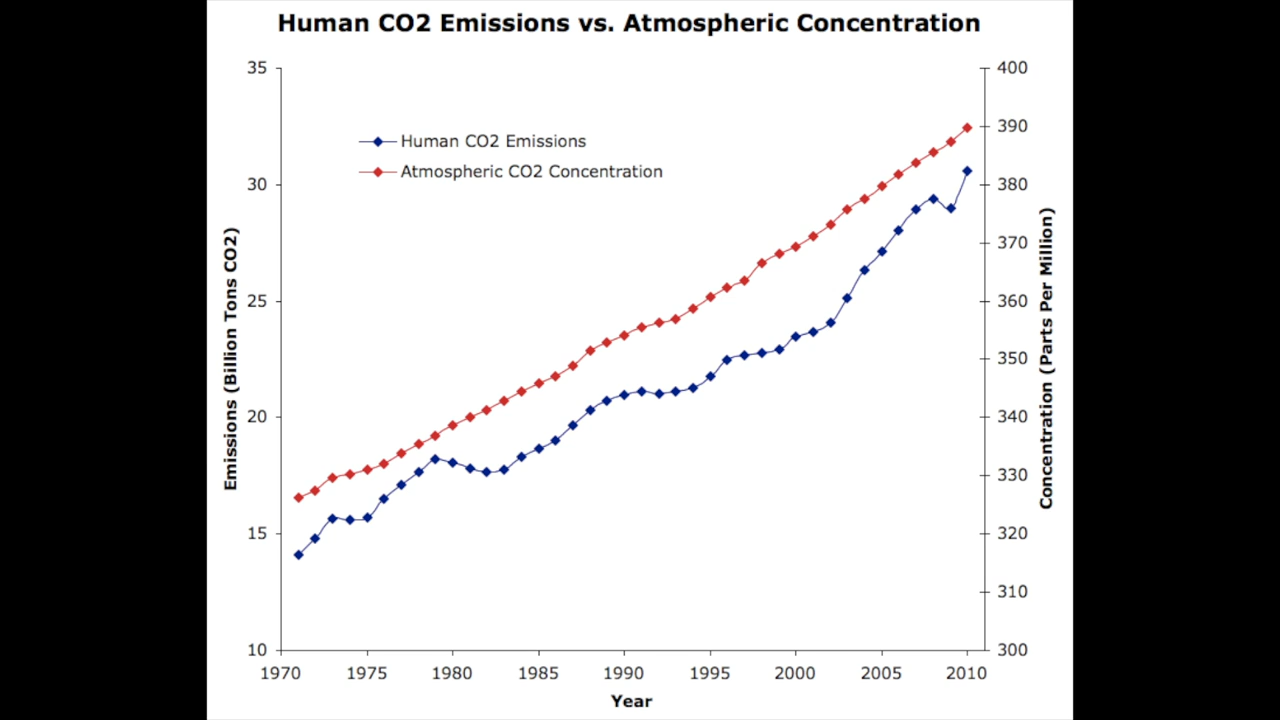 Human CO2 Emissions vs. Atmospheric Concentration
35
30
25
20
15
10
Emissions (Billion Tons CO2)
Human CO2 Emissions
Atmospheric CO2 Concentration
400
390
380
370
360
350
340
330
320
310
300
Concentration (Parts Per Million)
1970 1975 1980 1985 1990 1995 2000 2005 2010
Year